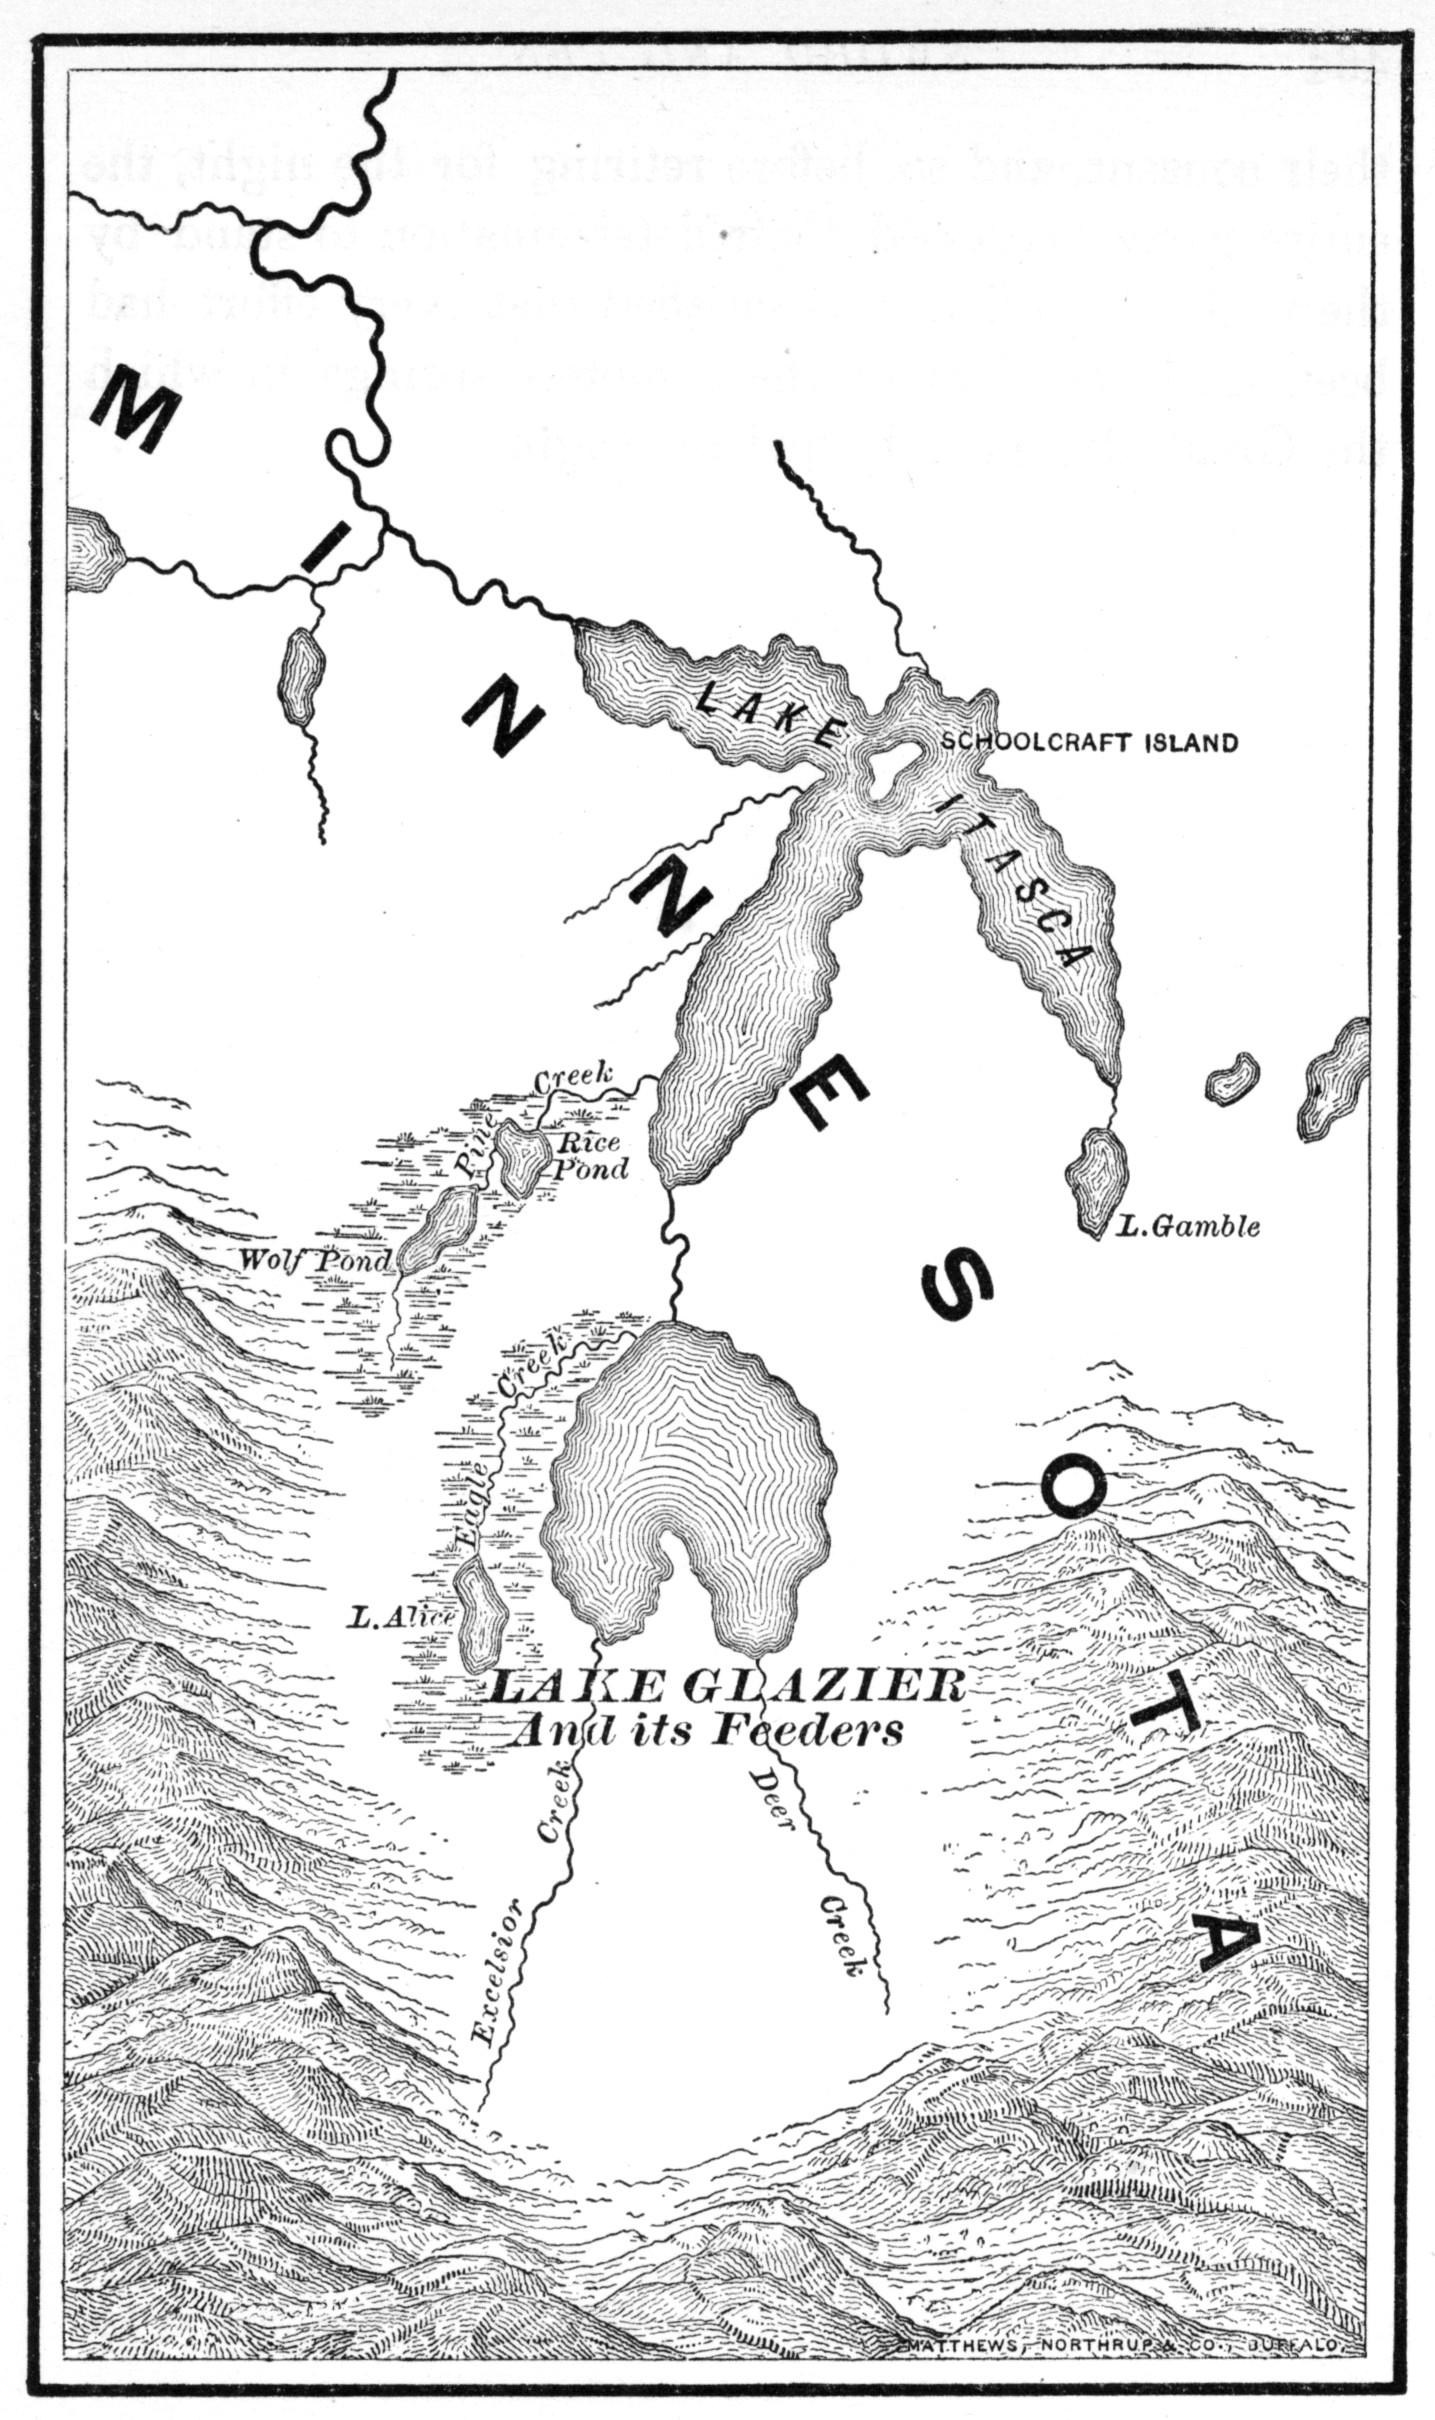 MINNESOTA
LAKE ITASCA
SCHOOLCRAFT ISLAND
Pine Creek
Rice
Pond
Wolf Pond
L. Gamble
Eagle Creek
L. Alice
LAKE GLAZIER
And its Feeders
Excelsior Creek
Deer Creek
MATTHEWS, NORTHRUP & CO., BUFFALO,